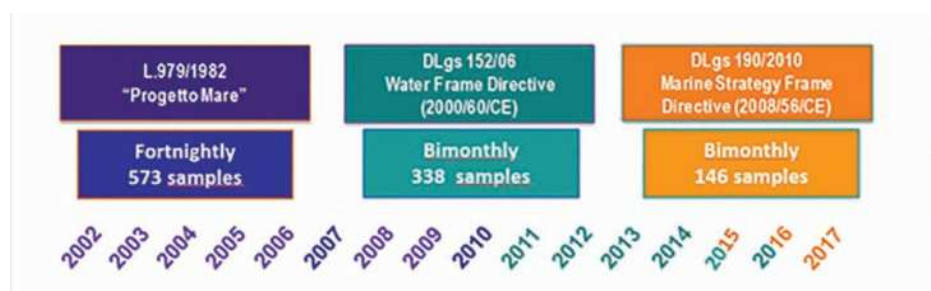 L.979/1982
“Progetto Mare”
DLgs 152/06
Water Frame Directive
(2000/60/CE)
DLgs 190/2010
Marine Strategy Frame
Directive (2008/56/CE)
Fortnightly
573 samples
Bimonthly
338 samples
Bimonthly
146 samples
2002
2003
2004
2005
2006
2007
2008
2009
2010
2011
2012
2013
2014
2015
2016
2017